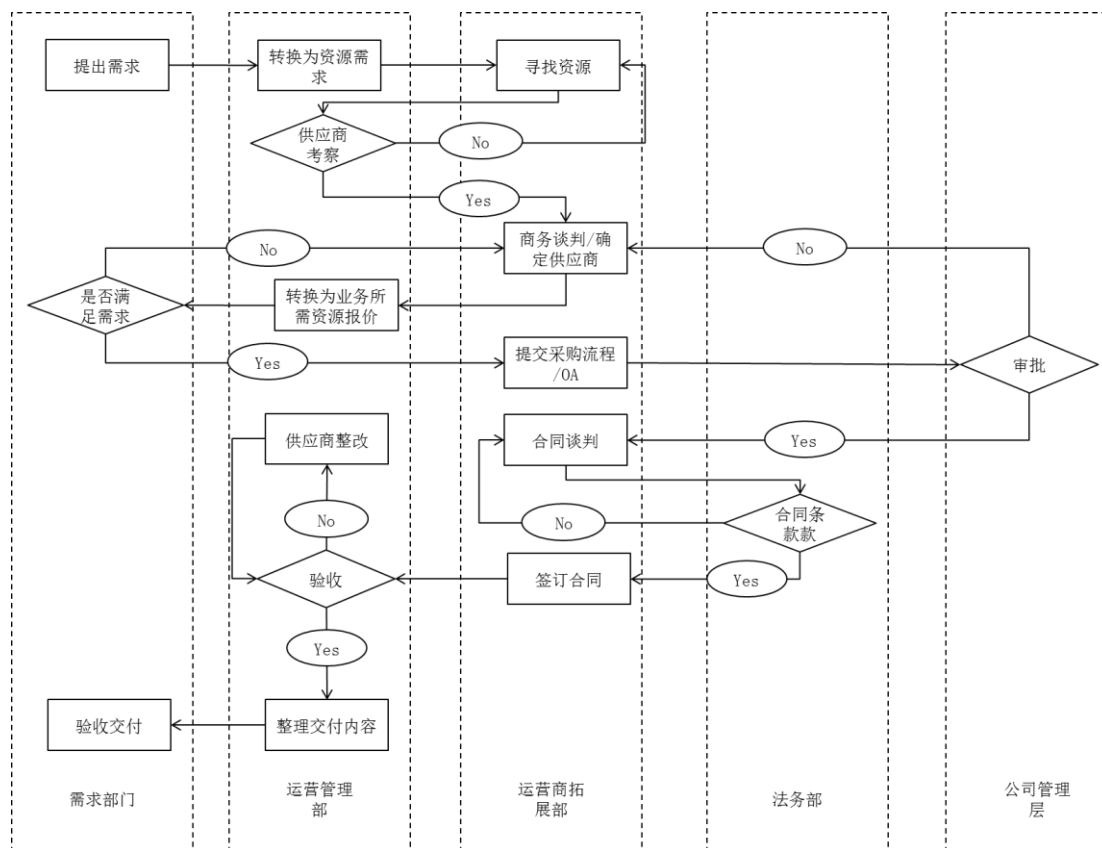 提出需求
转换为资源需
求
寻找资源
供应商
考察
No
Yes
商务谈判/确
定供应商
No
No
是否满
足需求
转换为业务所
需资源报价
Yes
提交采购流程
/OA
审批
供应商整改
合同谈判
Yes
No
No
合同条
款款
验收
签订合同
Yes
Yes
验收交付
整理交付内容
需求部门
运营管理
部
运营商拓
展部
法务部
公司管理
层